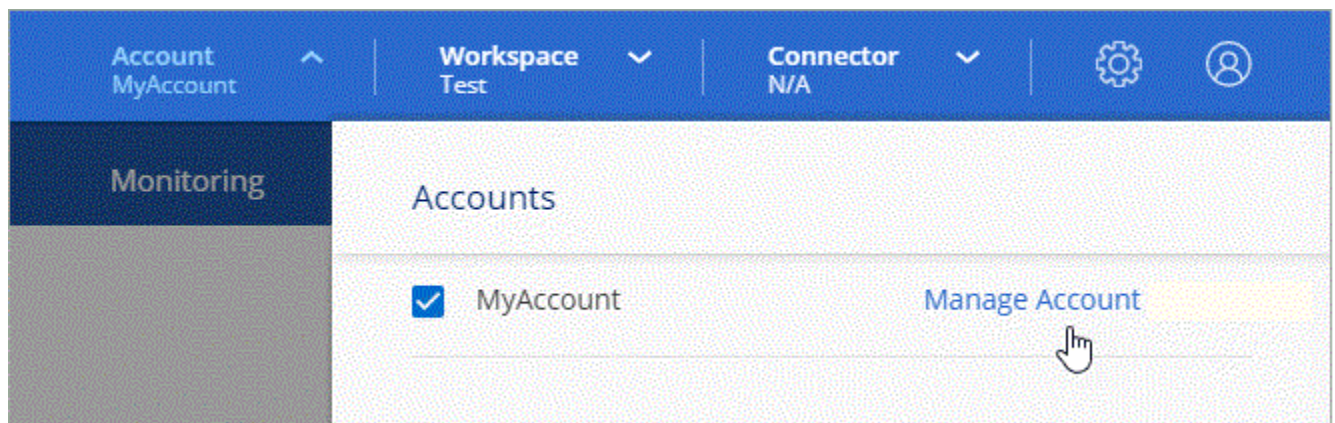 Account
MyAccount
Workspace
Test
Connector
N/A
Monitoring
Accounts
MyAccount
Manage Account